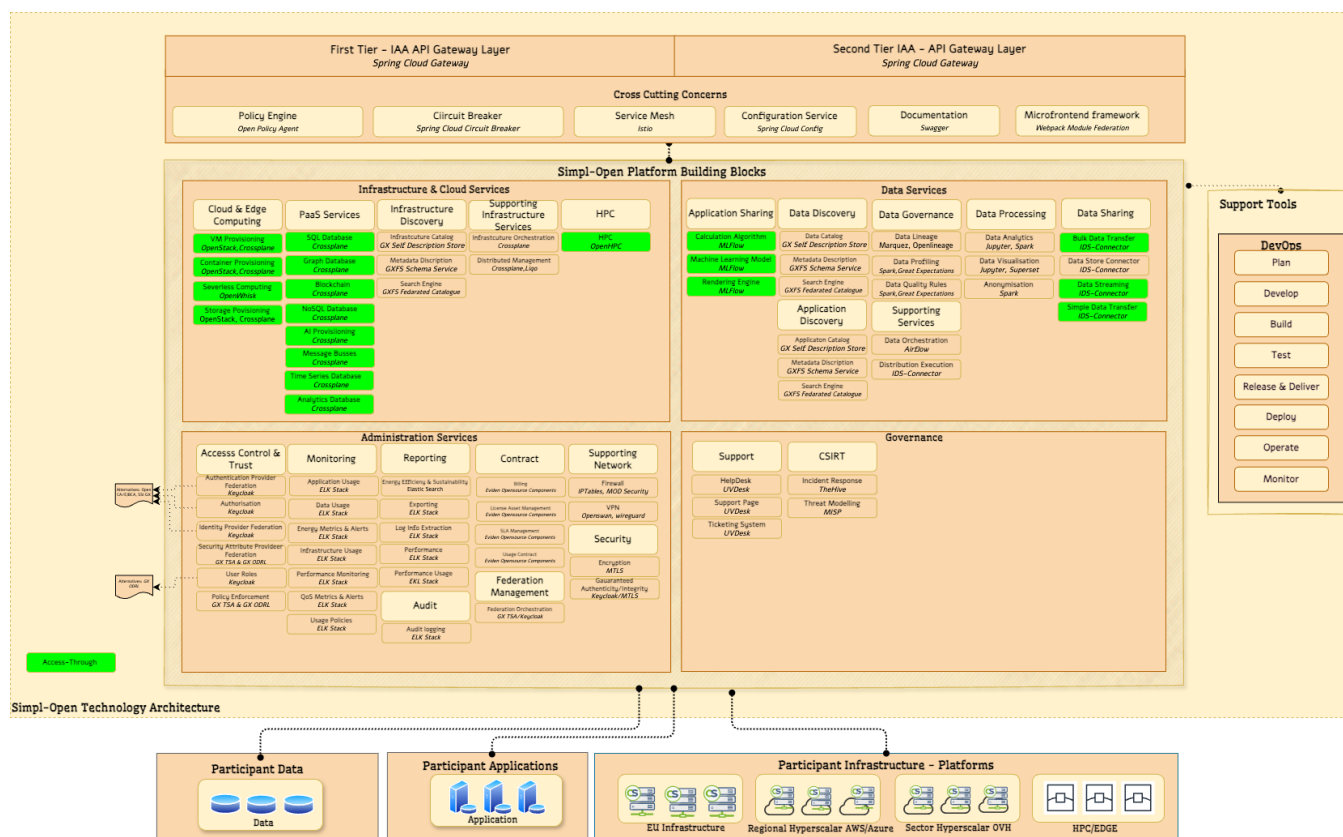 First Tier - IAA API Gateway Layer
Spring Cloud Gateway
Second Tier IAA - API Gateway Layer
Spring Cloud Gateway
Cross Cutting Concerns
Policy Engine
Open Policy Agent
Ciircuit Breaker
Spring Cloud Circuit Breaker
Service Mesh
Istio
Configuration Service
Spring Cloud Config
Documentation
Swagger
Microfrontend framework
Webpack Module Federation
Simpl-Open Platform Building Blocks
Infrastructure & Cloud Services
Cloud & Edge
Computing
VM Provisioning
OpenStack,Crossplane
Container Provisioning
OpenStack,Crossplane
Severless Computing
OpenWhisk
Storage Povisioning
OpenStack, Crossplane
PaaS Services
SQL Database
Crossplane
Graph Database
Crossplane
Blockchain
Crossplane
NoSQL Database
Crossplane
AI Provisioning
Crossplane
Message Busses
Crossplane
Time Series Database
Crossplane
Analytics Database
Crossplane
Infrastructure
Discovery
Infrastcuture Catalog
GX Self Description Store
Metadata Discription
GXFS Schema Service
Search Engine
GXFS Fedarated Catalogue
Supporting
Infrastructure
Services
Infrastcuture Orchestration
Crossplane
Distributed Management
Crossplane,Liqo
HPC
HPC
OpenHPC
Data Services
Application Sharing
Calculation Algorithm
MLFlow
Machine Learning Model
MLFlow
Rendering Engine
MLFlow
Data Discovery
Data Catalog
GX Self Description Store
Metadata Discription
GXFS Schema Service
Search Engine
GXFS Fedarated Catalogue
Application
Discovery
Applicaton Catalog
GX Self Description Store
Metadata Discription
GXFS Schema Service
Search Engine
GXFS Fedarated Catalogue
Data Governance
Data Lineage
Marquez, Openlineage
Data Profiling
Spark,Great Expectations
Data Quality Rules
Spark,Great Expectations
Supporting
Services
Data Orchestration
Airflow
Distribution Execution
IDS-Connector
Data Processing
Data Analytics
Jupyter, Spark
Data Visualisation
Jupyter, Superset
Anonymisation
Spark
Data Sharing
Bulk Data Transfer
IDS-Connector
Data Store Connector
IDS-Connector
Data Streaming
IDS-Connector
Simple Data Transfer
IDS-Connector
Administration Services
Accesss Control &
Trust
Authentication Provider
Federation
Keycloak
Authorisation
Keycloak
Identity Provider Federation
Keycloak
Security Attribute Provideer
Federation
GX TSA & GX ODRL
User Roles
Keycloak
Policy Enforcement
GX TSA & GX ODRL
Monitoring
Application Usage
ELK Stack
Data Usage
ELK Stack
Energy Metrics & Alerts
ELK Stack
Infrastructure Usage
ELK Stack
Performance Monitoring
ELK Stack
QoS Metrics & Alerts
ELK Stack
Usage Policies
ELK Stack
Reporting
Energy Efficiency & Sustainability
Elastic Search
Exporting
ELK Stack
Log Info Extraction
ELK Stack
Performance
ELK Stack
Performance Usage
EKL Stack
Audit
Audit logging
ELK Stack
Contract
Billing
Eviden Opensource Components
License Asset Management
Eviden Opensource Components
SLA Management
Eviden Opensource Components
Usage Contract
Eviden Opensource Components
Federation
Management
Federation Orchestration
GX TSA/Keycloak
Supporting
Network
Firewall
IPTables, MOD Security
VPN
Openswan, wireguard
Security
Encryption
MTLS
Gauaranteed
Authenticity/Integrity
Keycloak/MTLS
Governance
Support
HelpDesk
UVDesk
Support Page
UVDesk
Ticketing System
UVDesk
CSIRT
Incident Response
TheHive
Threat Modelling
MISP
Support Tools
DevOps
Plan
Develop
Build
Test
Release & Deliver
Deploy
Operate
Monitor
Access-Through
Simpl-Open Technology Architecture
Participant Data
Data
Participant Applications
Application
Participant Infrastructure - Platforms
EU Infrastructure
Regional Hyperscalar AWS/Azure
Sector Hyperscalar OVH
HPC/EDGE